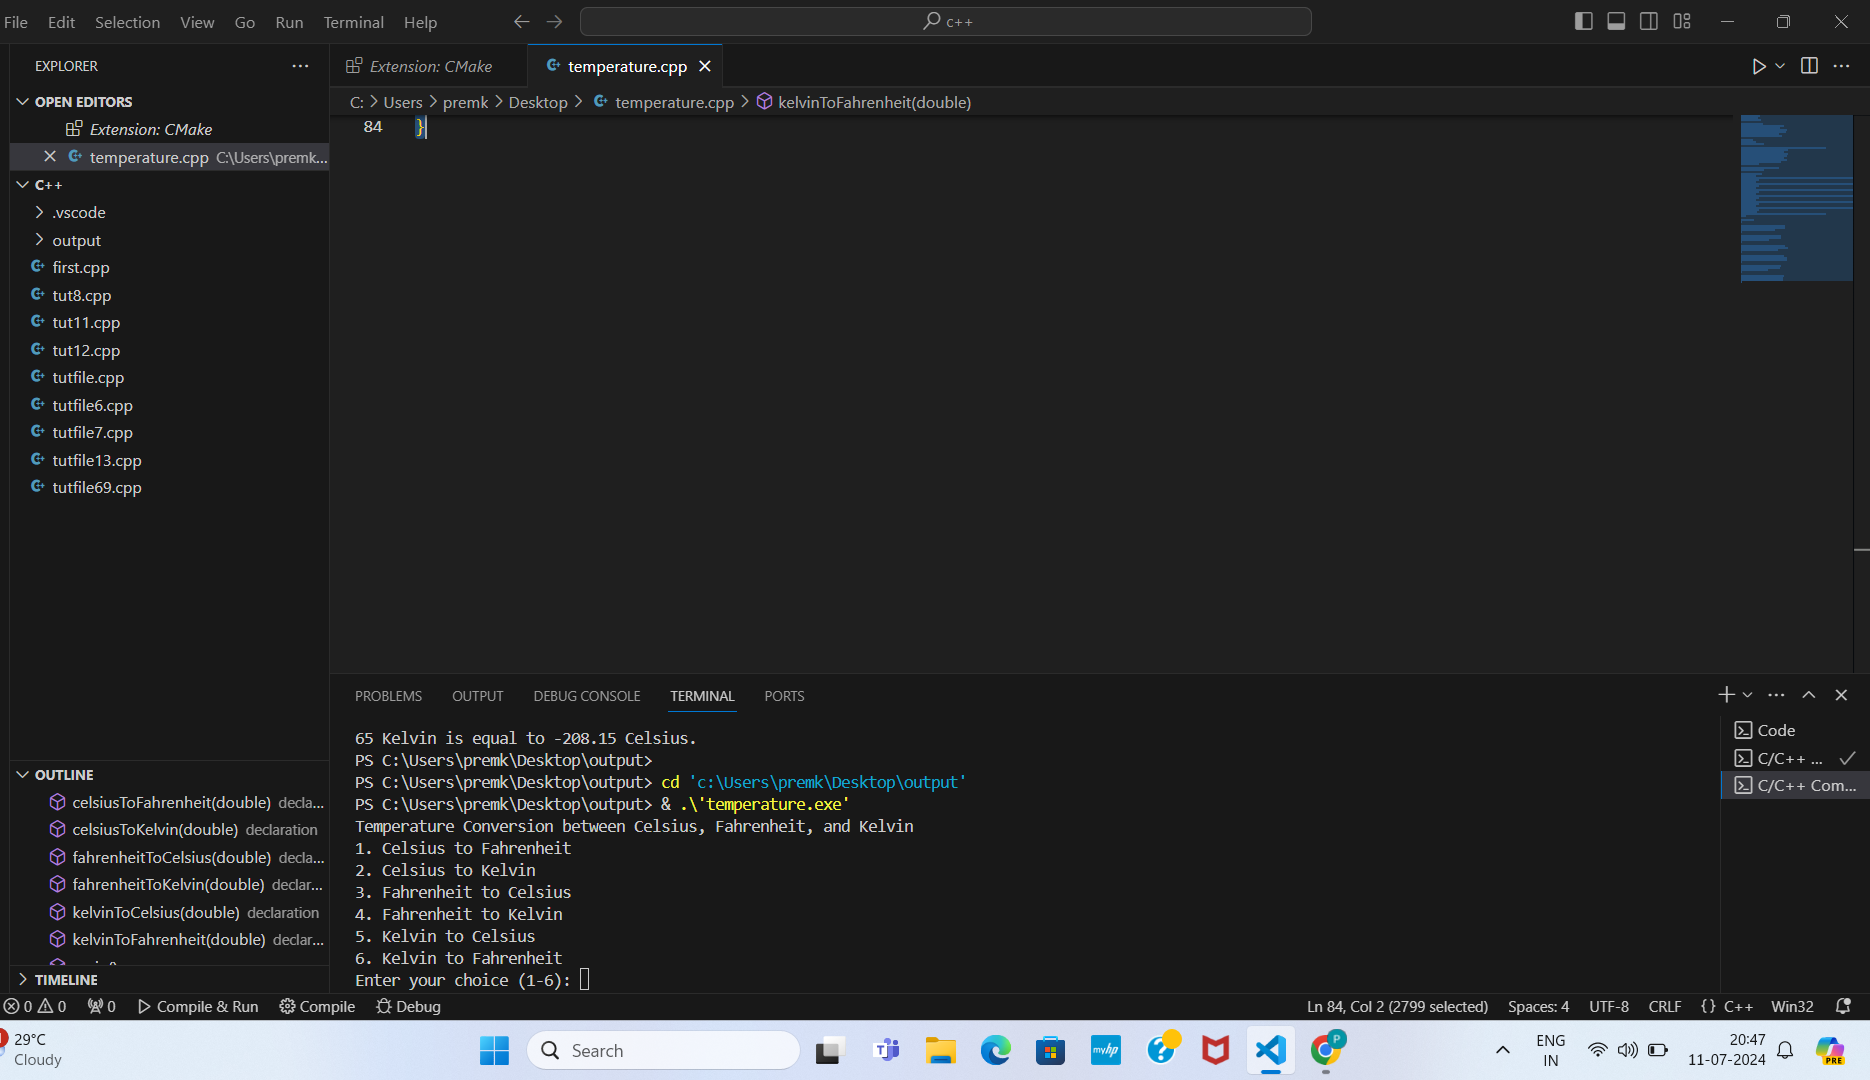 File Edit Selection View Go Run Terminal Help
C++
EXPLORER
OPEN EDITORS
Extension: CMake
temperature.cpp C:\Users\premk...
C++
.vscode
output
first.cpp
tut8.cpp
tut11.cpp
tut12.cpp
tutfile.cpp
tutfile6.cpp
tutfile7.cpp
tutfile13.cpp
tutfile69.cpp
OUTLINE
celsiusToFahrenheit(double) decla...
celsiusToKelvin(double) declaration
fahrenheitToCelsius(double) decla...
fahrenheitToKelvin(double) declar...
kelvinToCelsius(double) declaration
kelvinToFahrenheit(double) declar...
TIMELINE
Extension: CMake
temperature.cpp
C: > Users > premk > Desktop > temperature.cpp > kelvinToFahrenheit(double)
84 }
PROBLEMS OUTPUT DEBUG CONSOLE TERMINAL PORTS
65 Kelvin is equal to -208.15 Celsius.
PS C:\Users\premk\Desktop\output>
PS C:\Users\premk\Desktop\output> cd 'c:\Users\premk\Desktop\output'
PS C:\Users\premk\Desktop\output> & .\'temperature.exe'
Temperature Conversion between Celsius, Fahrenheit, and Kelvin
1. Celsius to Fahrenheit
2. Celsius to Kelvin
3. Fahrenheit to Celsius
4. Fahrenheit to Kelvin
5. Kelvin to Celsius
6. Kelvin to Fahrenheit
Enter your choice (1-6):
Code
C/C++ ...
C/C++ Com...
0 0 0 Compile & Run Compile Debug
Ln 84, Col 2 (2799 selected) Spaces: 4 UTF-8 CRLF {} C++ Win32
29°C
Cloudy
Search
myhp
P
ENG
IN
20:47
11-07-2024
PRE